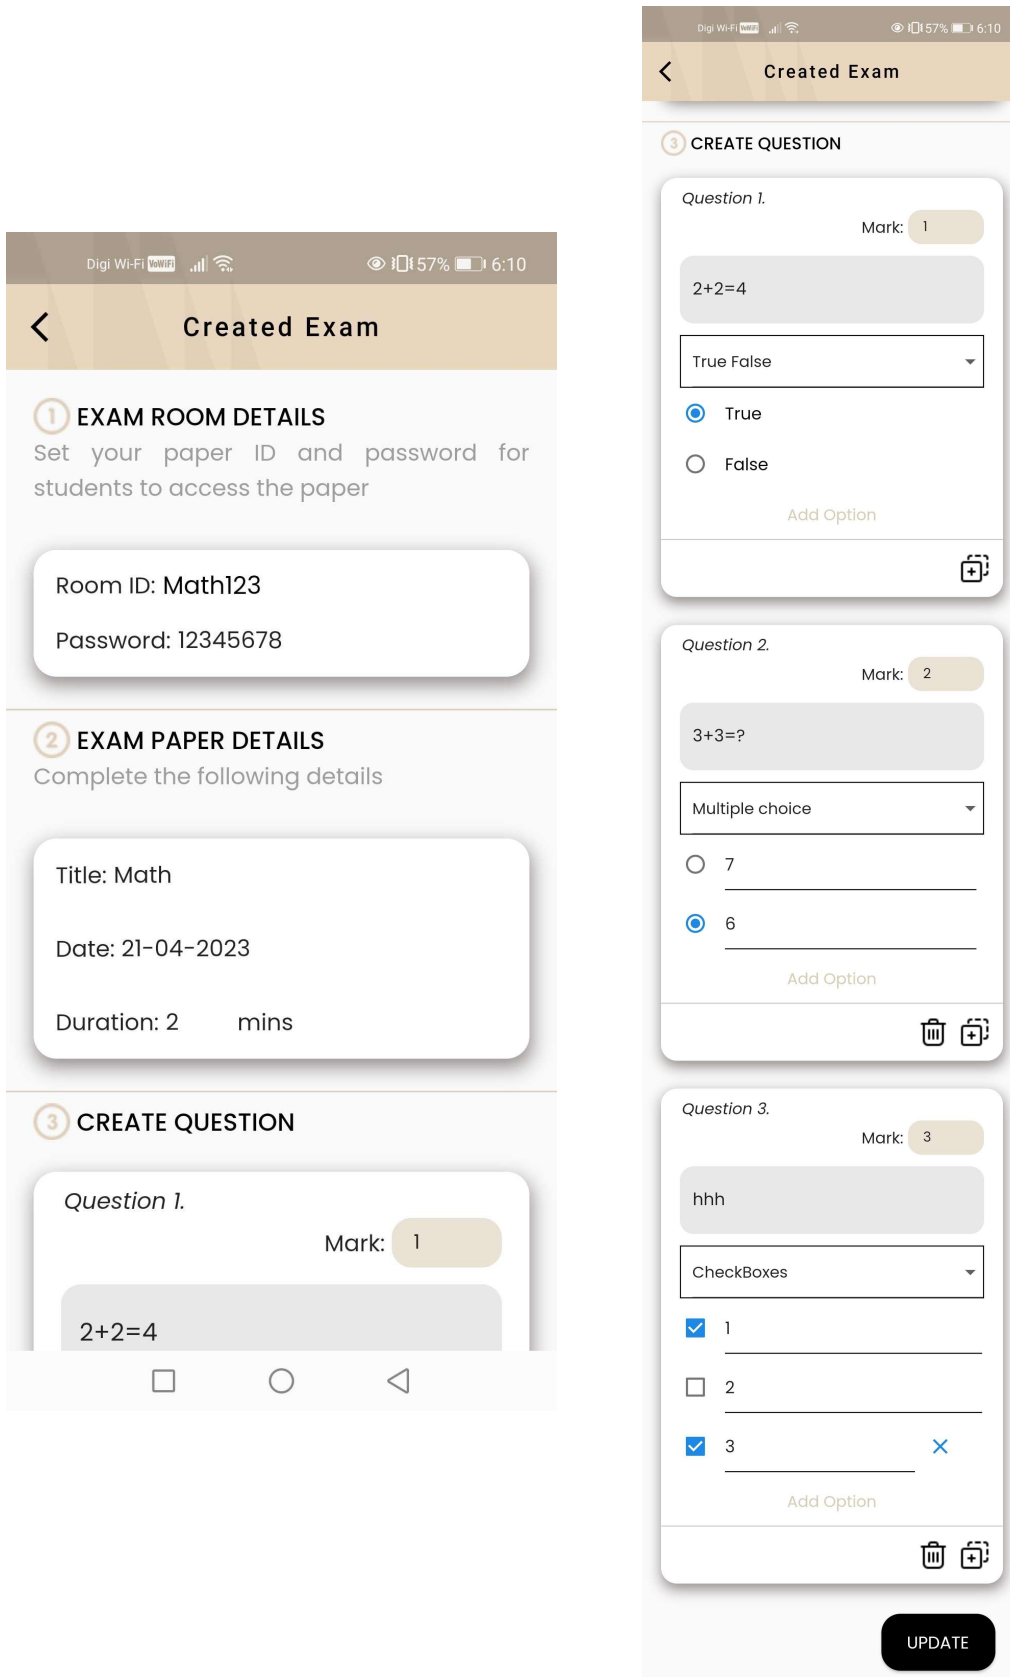 Digi Wi-Fi VoWiFi 57% 6:10
Created Exam
1 EXAM ROOM DETAILS
Set your paper ID and password for
students to access the paper
Room ID: Math123
Password: 12345678
2 EXAM PAPER DETAILS
Complete the following details
Title: Math
Date: 21-04-2023
Duration: 2 mins
3 CREATE QUESTION
Question 1.
Mark: 1
2+2=4
Digi Wi-Fi VoWiFi 57% 6:10
Created Exam
3 CREATE QUESTION
Question 1.
Mark: 1
2+2=4
True False
True
False
Add Option
Question 2.
Mark: 2
3+3=?
Multiple choice
7
6
Add Option
Question 3.
Mark: 3
hhh
CheckBoxes
1
2
3
Add Option
UPDATE